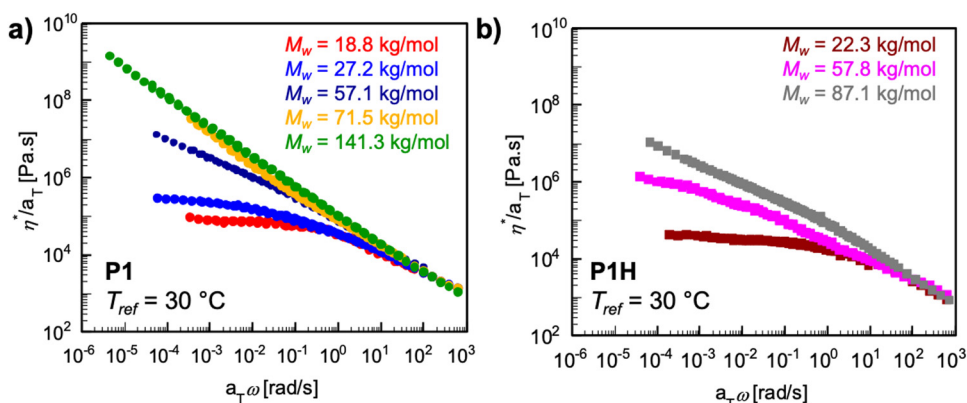 a)
10^10
10^8
10^6
10^4
10^2
η*/a_T [Pa.s]
M_w = 18.8 kg/mol
M_w = 27.2 kg/mol
M_w = 57.1 kg/mol
M_w = 71.5 kg/mol
M_w = 141.3 kg/mol
P1
T_ref = 30 °C
10^-6 10^-5 10^-4 10^-3 10^-2 10^-1 10^0 10^1 10^2 10^3
a_T ω [rad/s]
b)
10^10
10^8
10^6
10^4
10^2
η*/a_T [Pa.s]
M_w = 22.3 kg/mol
M_w = 57.8 kg/mol
M_w = 87.1 kg/mol
P1H
T_ref = 30 °C
10^-6 10^-5 10^-4 10^-3 10^-2 10^-1 10^0 10^1 10^2 10^3
a_T ω [rad/s]